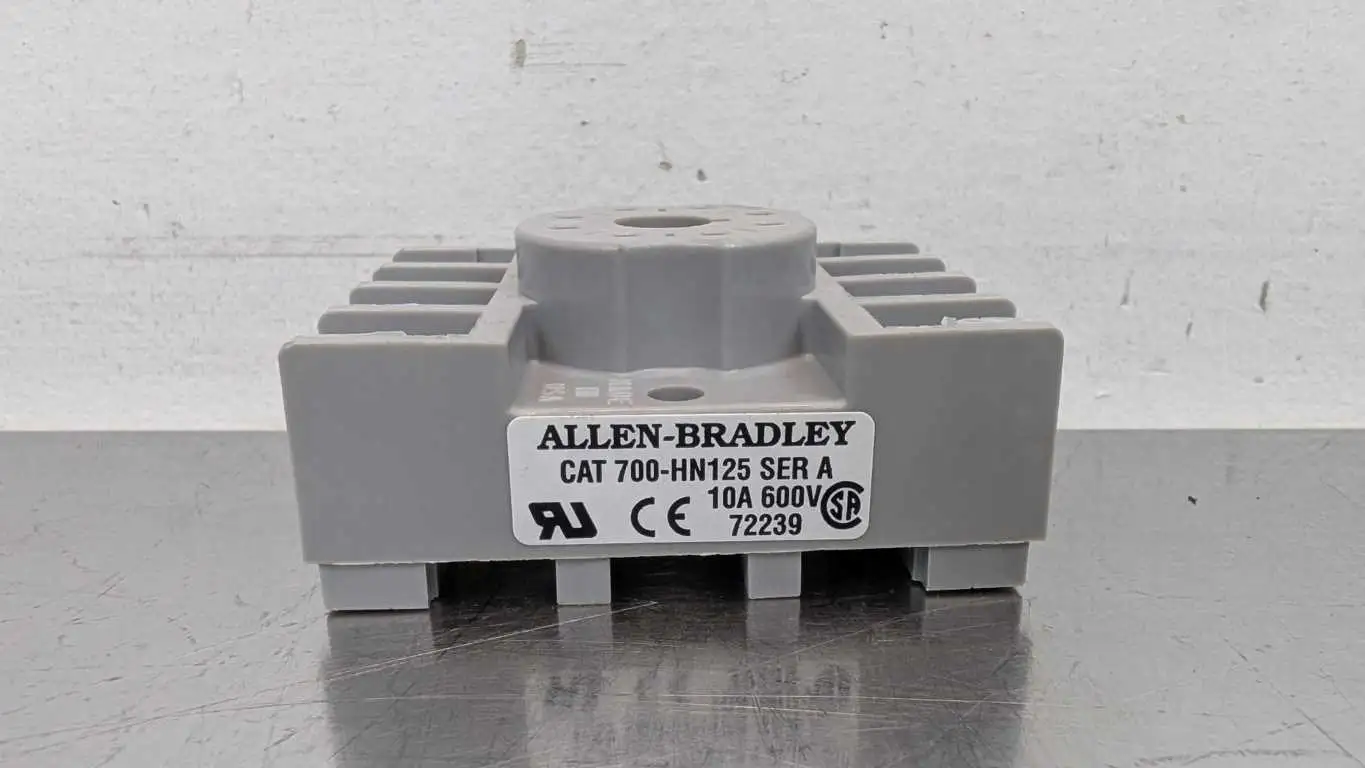 ALLEN-BRADLEY
CAT 700-HN125 SER A
10A 600V
72239